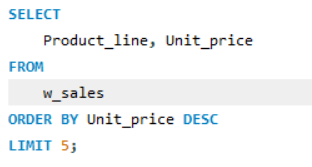 SELECT
Product_line, Unit_price
FROM
w_sales
ORDER BY Unit_price DESC
LIMIT 5;